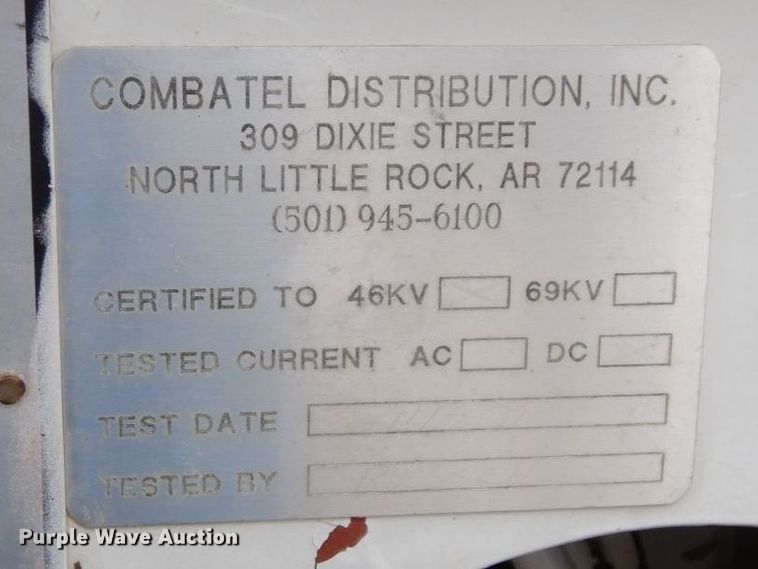 COMBATEL DISTRIBUTION, INC.
309 DIXIE STREET
NORTH LITTLE ROCK, AR 72114
(501) 945-6100
CERTIFIED TO 46KV 69KV
TESTED CURRENT AC DC
TEST DATE
TESTED BY
Purple Wave Auction